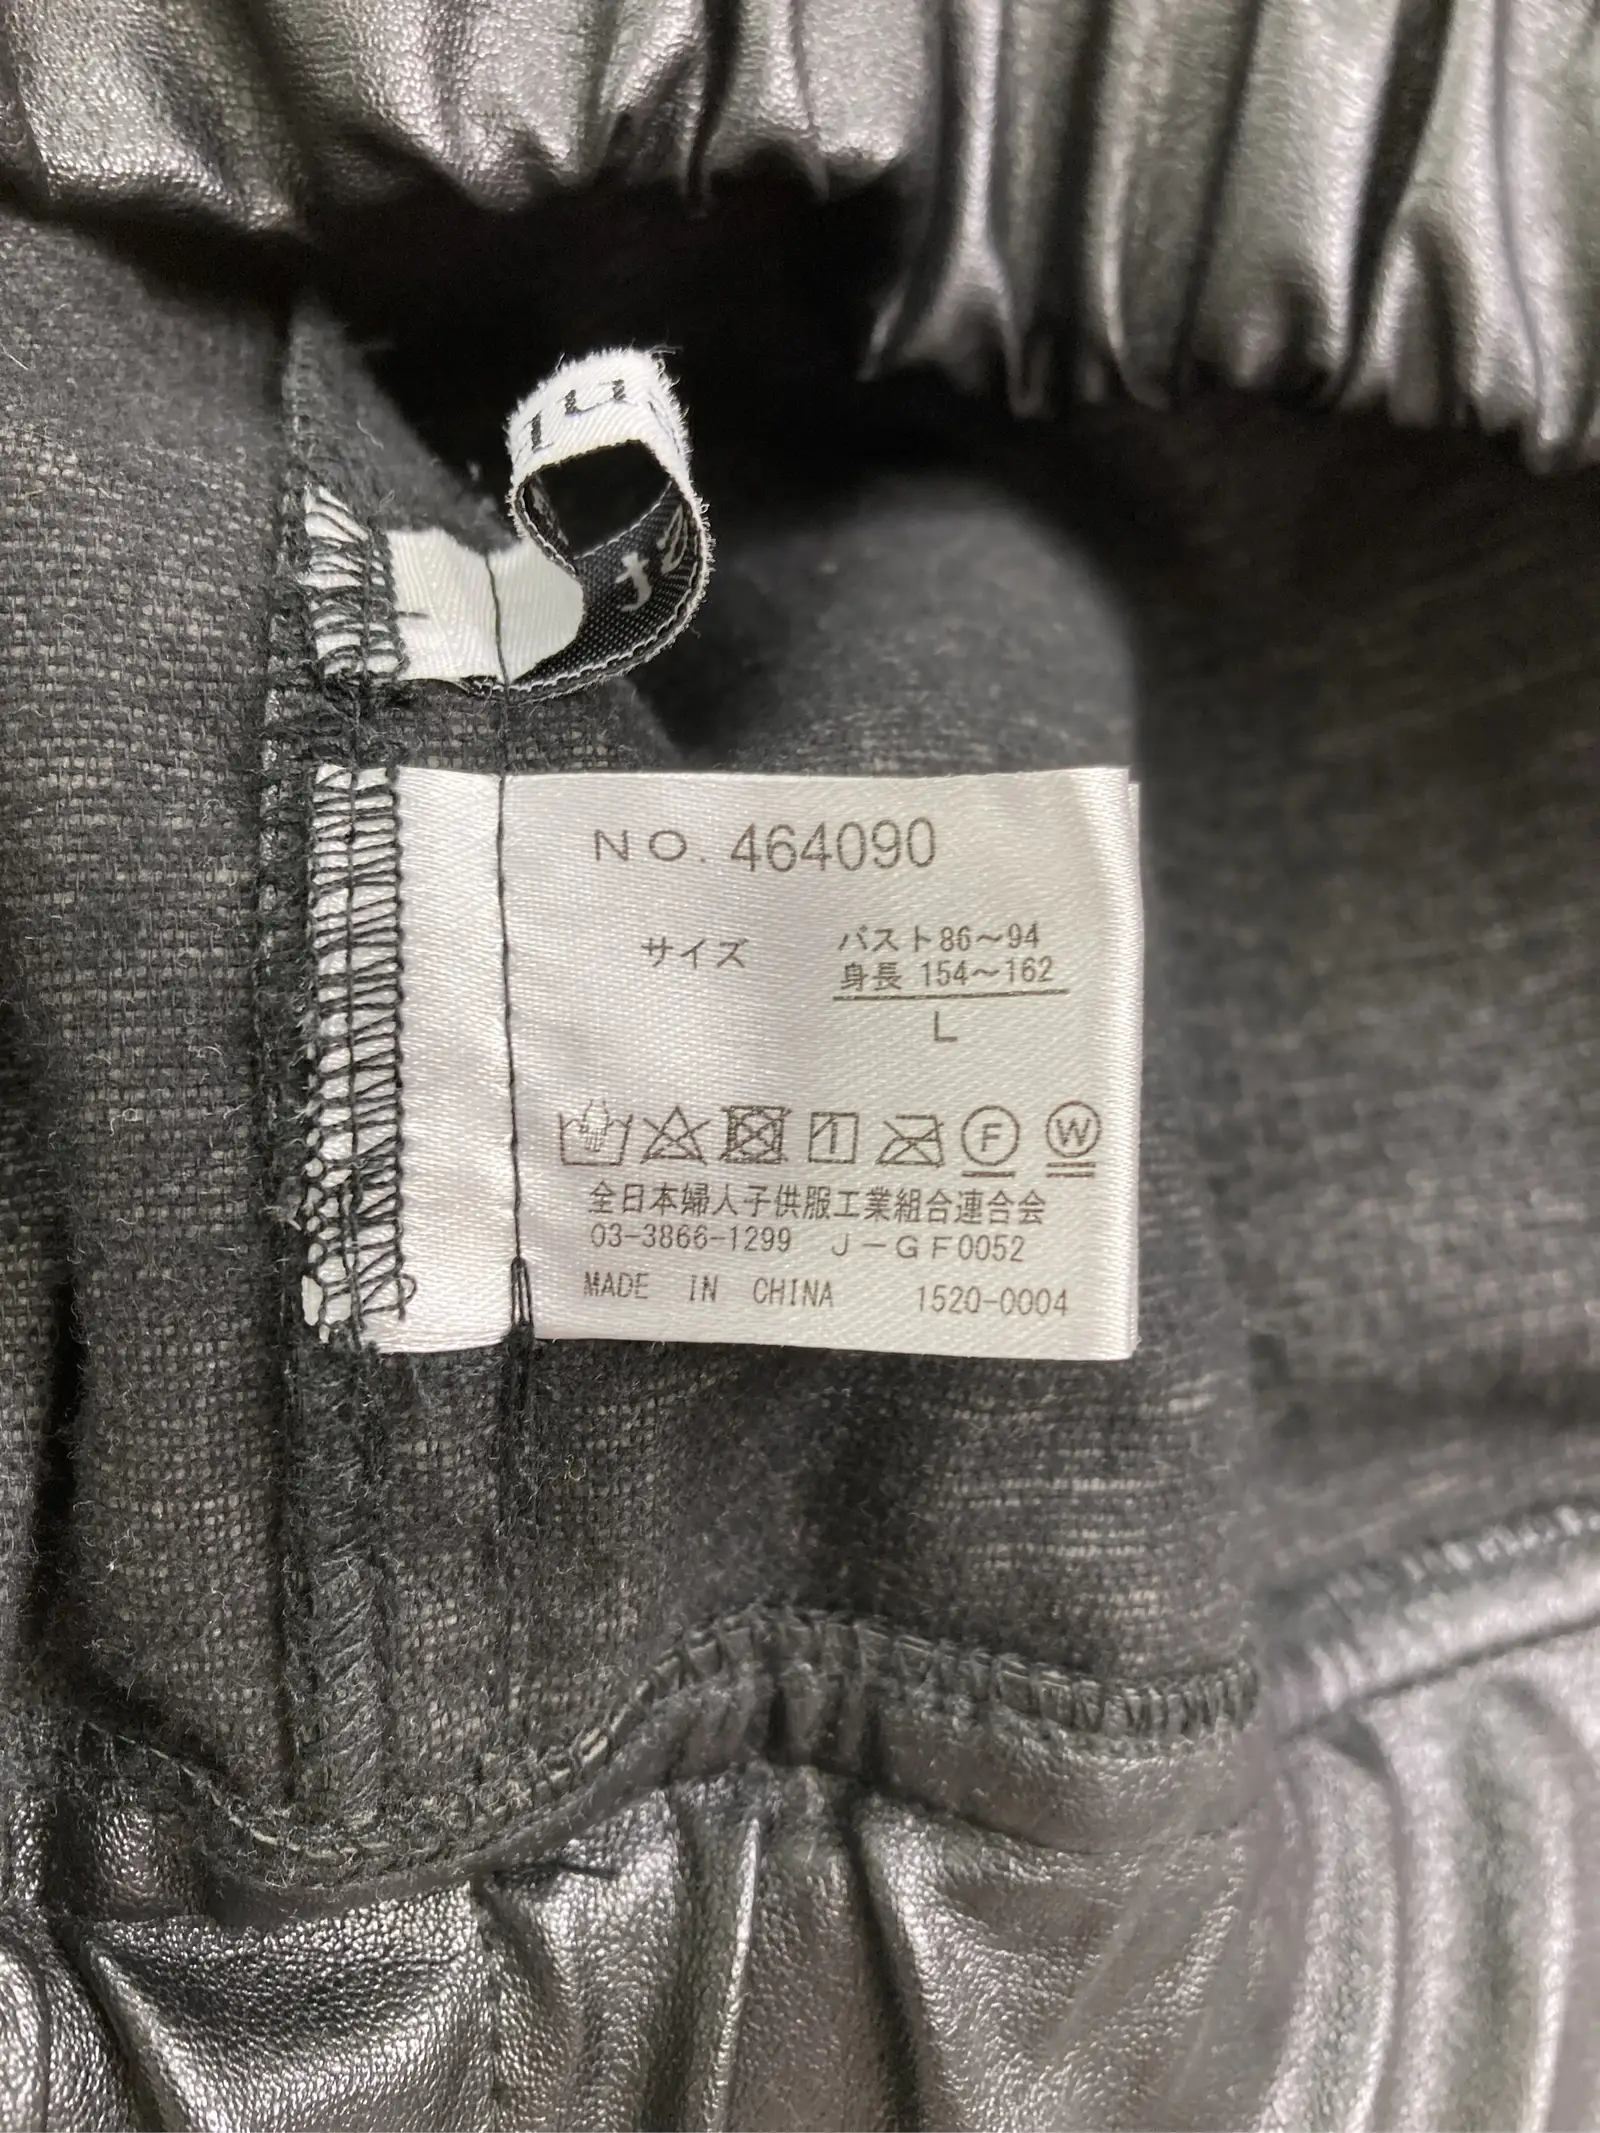 NO. 464090
サイズ
バスト86～94
身長 154～162
L
F W
全日本婦人子供服工業組合連合会
03-3866-1299 J－GF0052
MADE IN CHINA 1520-0004